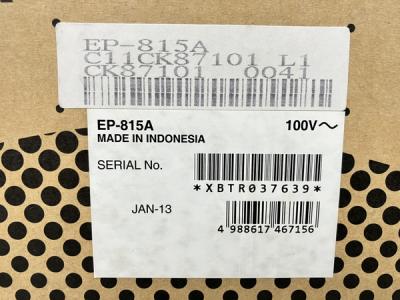 EP-815A
C11CK87101 L1
CK87101 0041
EP-815A 100V～
MADE IN INDONESIA
SERIAL No.
*XBTR037639*
JAN-13
4 988617 467156